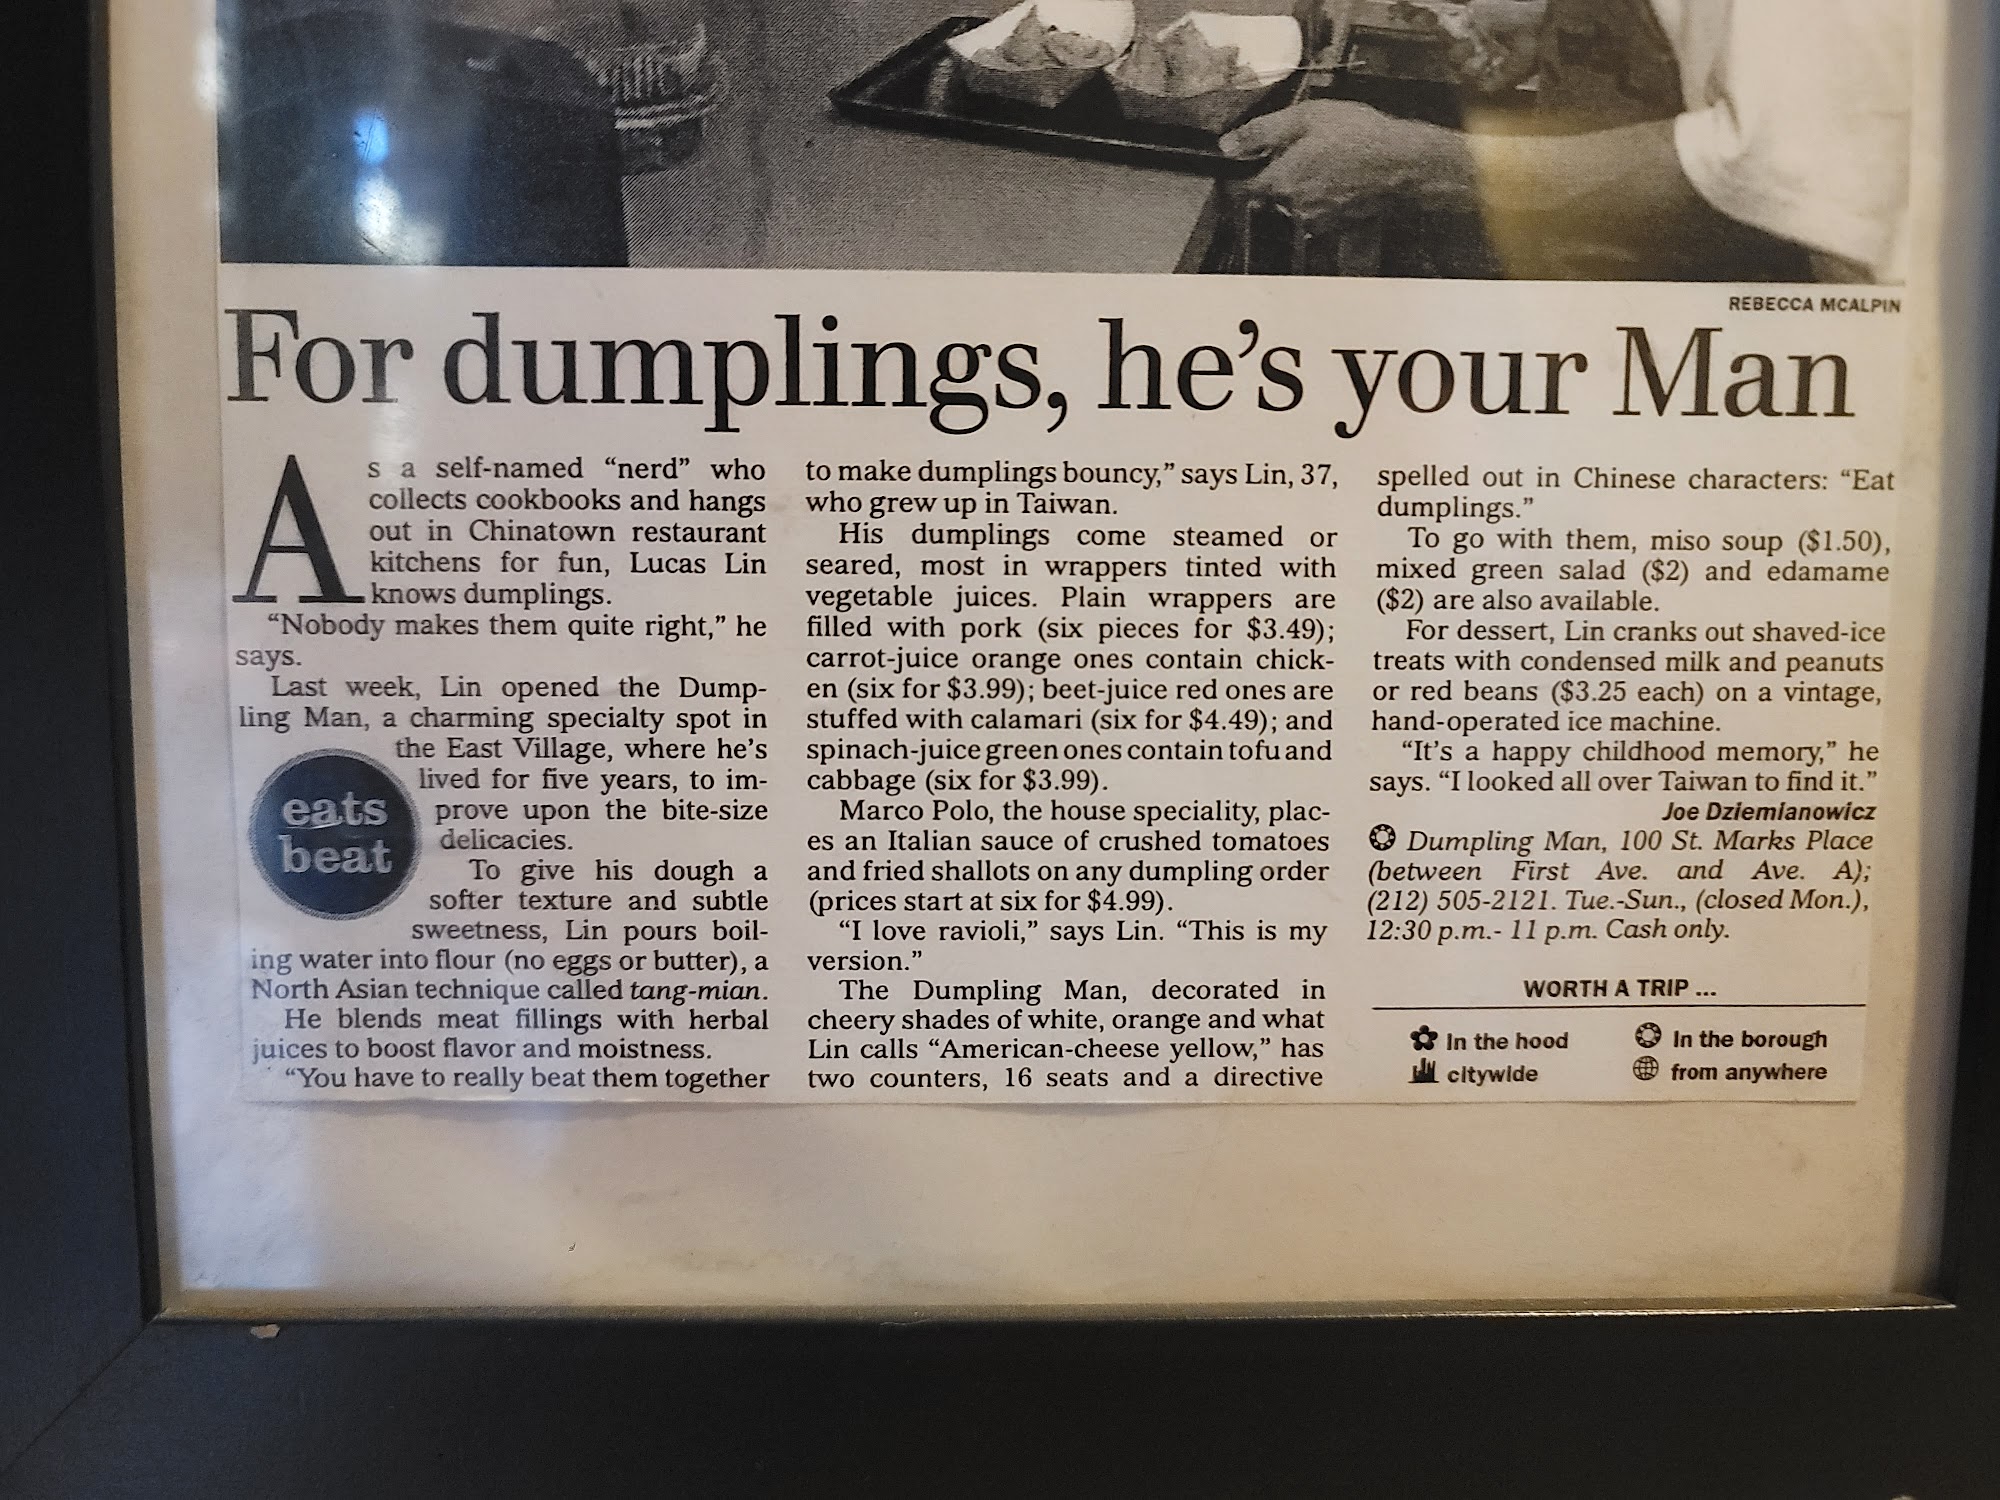 REBECCA MCALPIN
For dumplings, he's your Man
As a self-named “nerd” who
collects cookbooks and hangs
out in Chinatown restaurant
kitchens for fun, Lucas Lin
knows dumplings.
“Nobody makes them quite right,” he
says.
Last week, Lin opened the Dump-
ling Man, a charming specialty spot in
the East Village, where he's
lived for five years, to im-
prove upon the bite-size
delicacies.
To give his dough a
softer texture and subtle
sweetness, Lin pours boil-
ing water into flour (no eggs or butter), a
North Asian technique called tang-mian.
He blends meat fillings with herbal
juices to boost flavor and moistness.
“You have to really beat them together
eats
beat
to make dumplings bouncy,” says Lin, 37,
who grew up in Taiwan.
His dumplings come steamed or
seared, most in wrappers tinted with
vegetable juices. Plain wrappers are
filled with pork (six pieces for $3.49);
carrot-juice orange ones contain chick-
en (six for $3.99); beet-juice red ones are
stuffed with calamari (six for $4.49); and
spinach-juice green ones contain tofu and
cabbage (six for $3.99).
Marco Polo, the house speciality, plac-
es an Italian sauce of crushed tomatoes
and fried shallots on any dumpling order
(prices start at six for $4.99).
“I love ravioli,” says Lin. “This is my
version.”
The Dumpling Man, decorated in
cheery shades of white, orange and what
Lin calls “American-cheese yellow,” has
two counters, 16 seats and a directive
spelled out in Chinese characters: “Eat
dumplings.”
To go with them, miso soup ($1.50),
mixed green salad ($2) and edamame
($2) are also available.
For dessert, Lin cranks out shaved-ice
treats with condensed milk and peanuts
or red beans ($3.25 each) on a vintage,
hand-operated ice machine.
“It's a happy childhood memory,” he
says. “I looked all over Taiwan to find it.”
Joe Dziemianowicz
Dumpling Man, 100 St. Marks Place
(between First Ave. and Ave. A);
(212) 505-2121. Tue.-Sun., (closed Mon.),
12:30 p.m.- 11 p.m. Cash only.
WORTH A TRIP ...
In the hood
In the borough
citywide
from anywhere